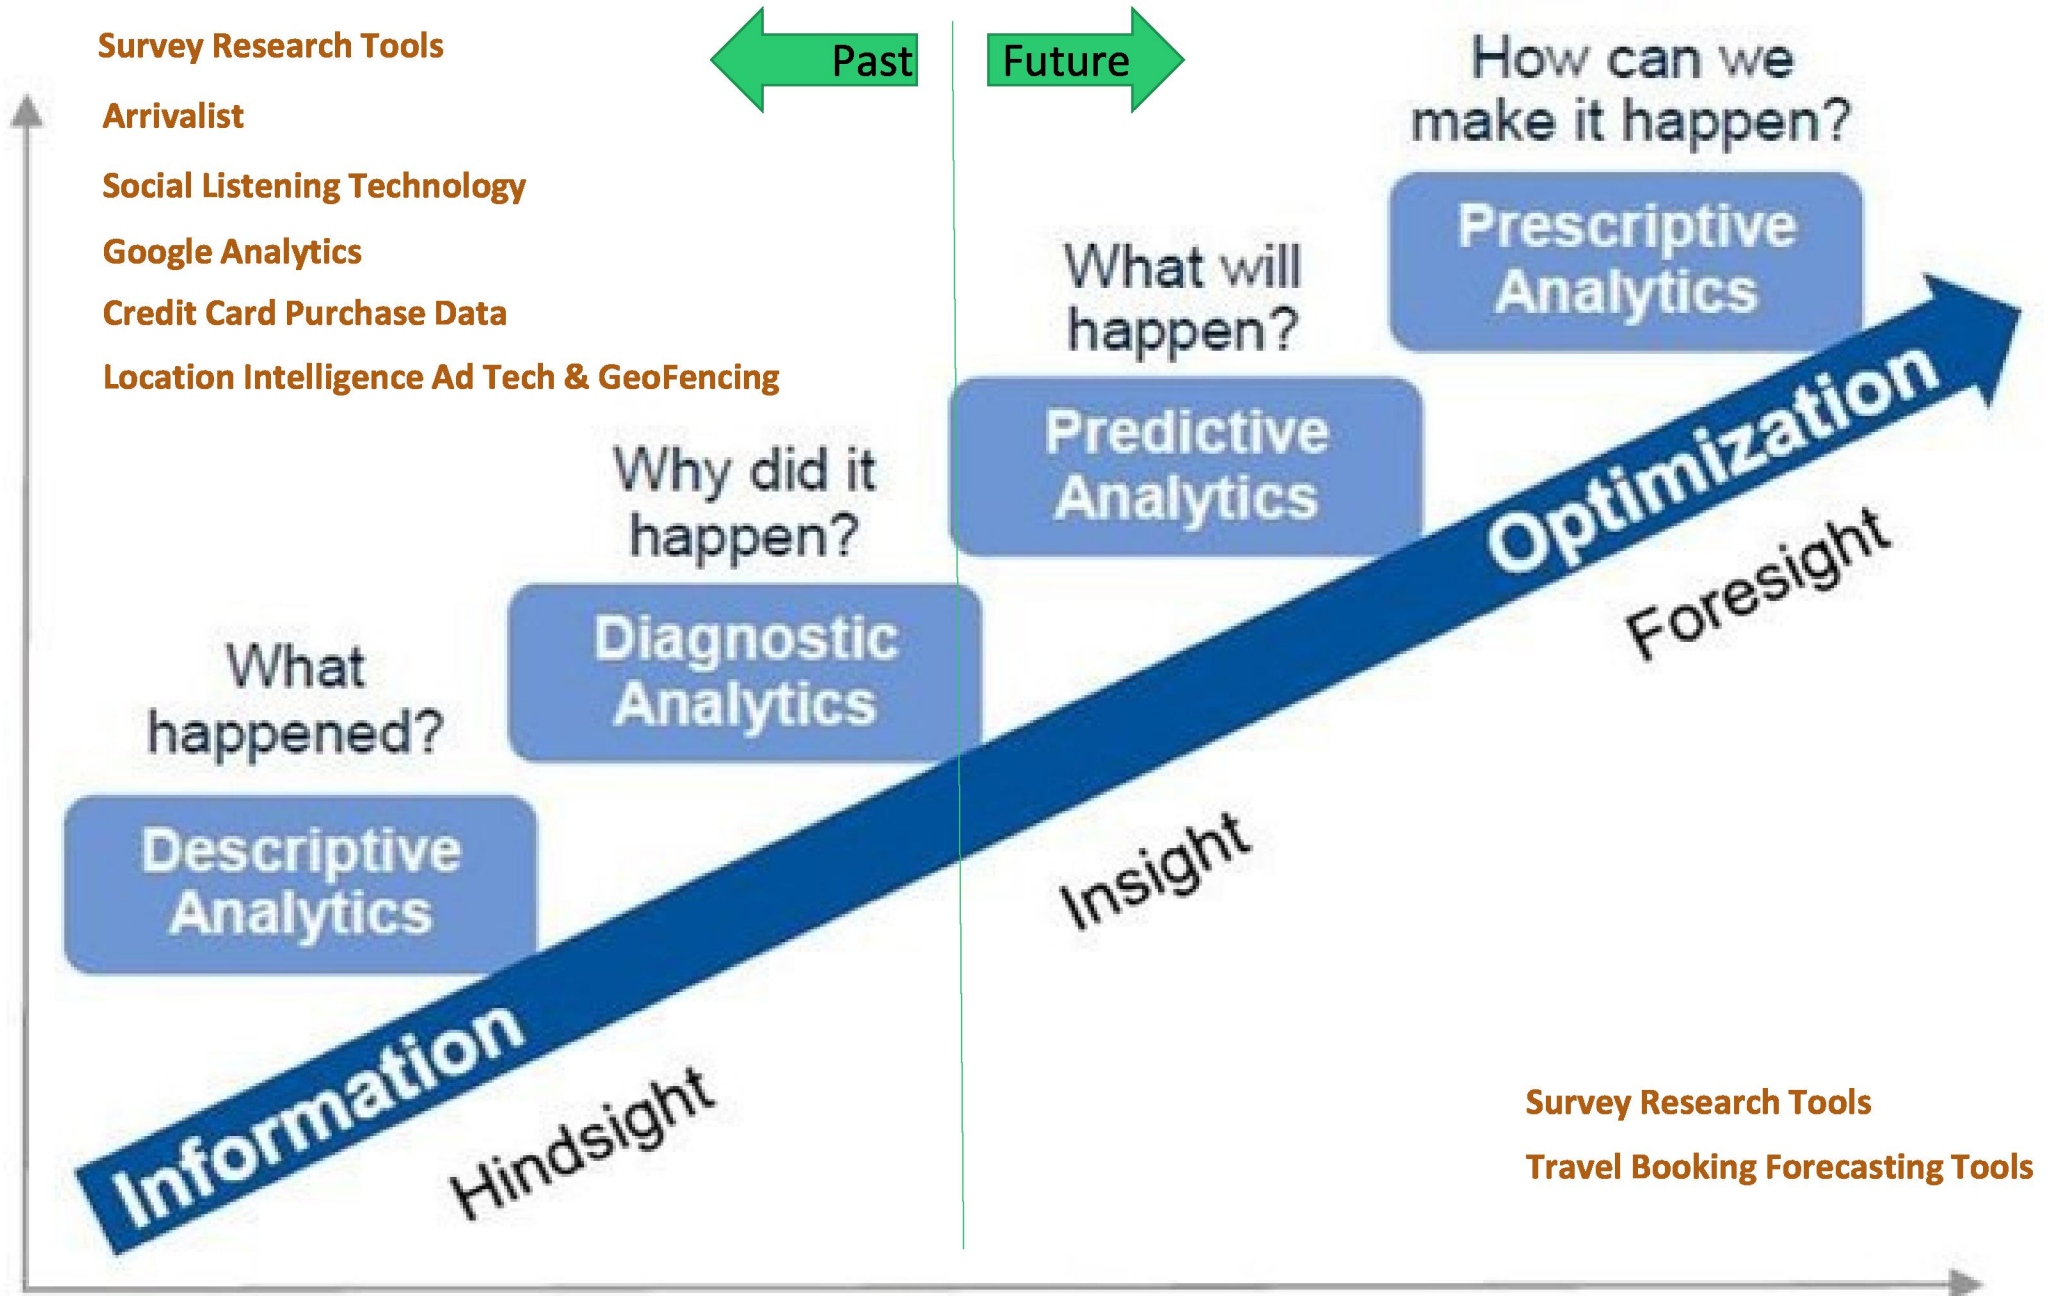 Survey Research Tools
Arrivalist
Social Listening Technology
Google Analytics
Credit Card Purchase Data
Location Intelligence Ad Tech & GeoFencing
Past
Future
What
happened?
Descriptive
Analytics
Why did it
happen?
Diagnostic
Analytics
What will
happen?
Predictive
Analytics
How can we
make it happen?
Prescriptive
Analytics
Information
Optimization
Hindsight
Insight
Foresight
Survey Research Tools
Travel Booking Forecasting Tools